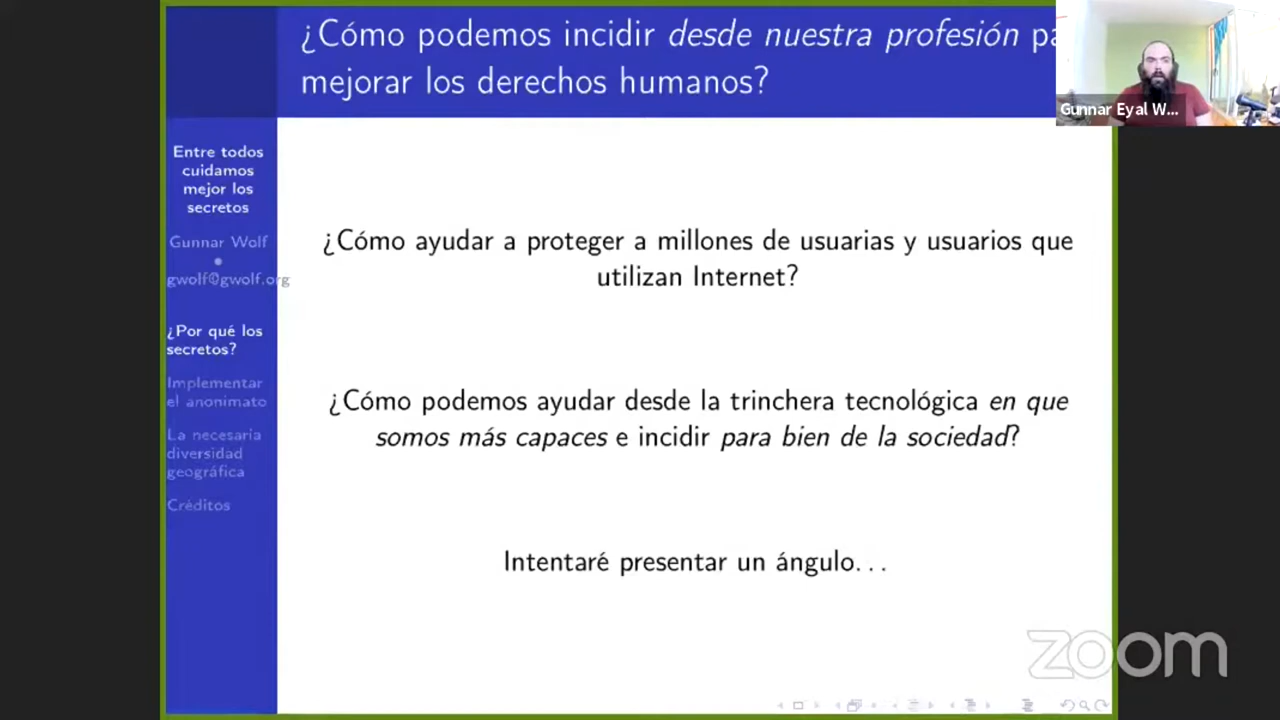 ¿Cómo podemos incidir desde nuestra profesión
mejorar los derechos humanos?
Gunnar Eyal W...
Entre todos
cuidamos
mejor los
secretos
Gunnar Wolf
•
gwolf@gwolf.org
¿Por qué los
secretos?
Implementar
el anonimato
La necesaria
diversidad
geográfica
Créditos
¿Cómo ayudar a proteger a millones de usuarias y usuarios que
utilizan Internet?
¿Cómo podemos ayudar desde la trinchera tecnológica en que
somos más capaces e incidir para bien de la sociedad?
Intentaré presentar un ángulo...
zoom